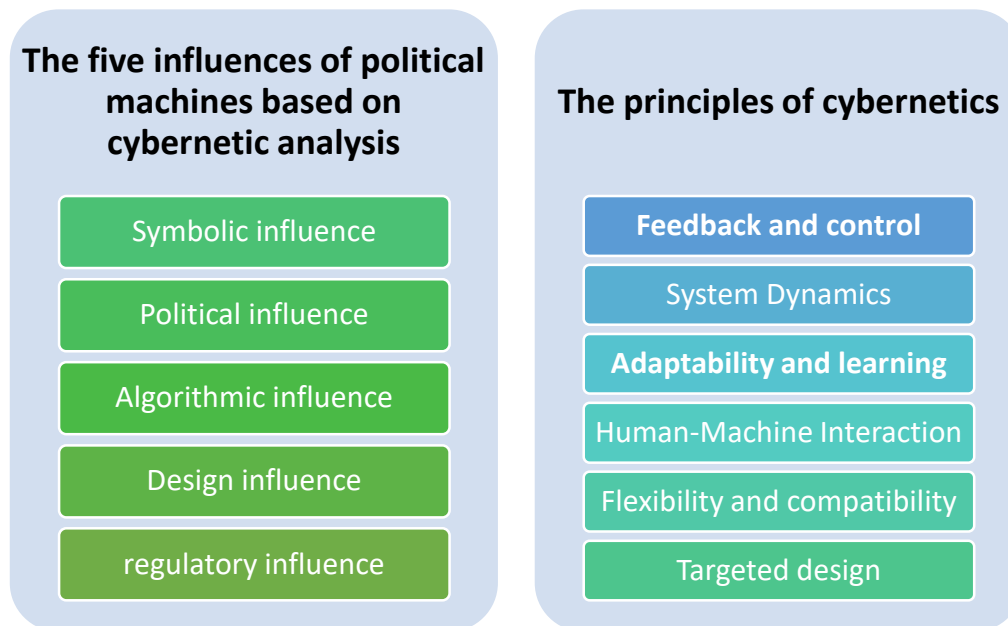 The five influences of political
machines based on
cybernetic analysis
Symbolic influence
Political influence
Algorithmic influence
Design influence
regulatory influence
The principles of cybernetics
Feedback and control
System Dynamics
Adaptability and learning
Human-Machine Interaction
Flexibility and compatibility
Targeted design